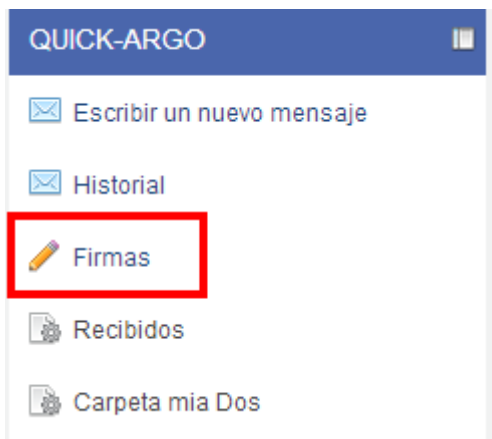 QUICK-ARGO
Escribir un nuevo mensaje
Historial
Firmas
Recibidos
Carpeta mia Dos